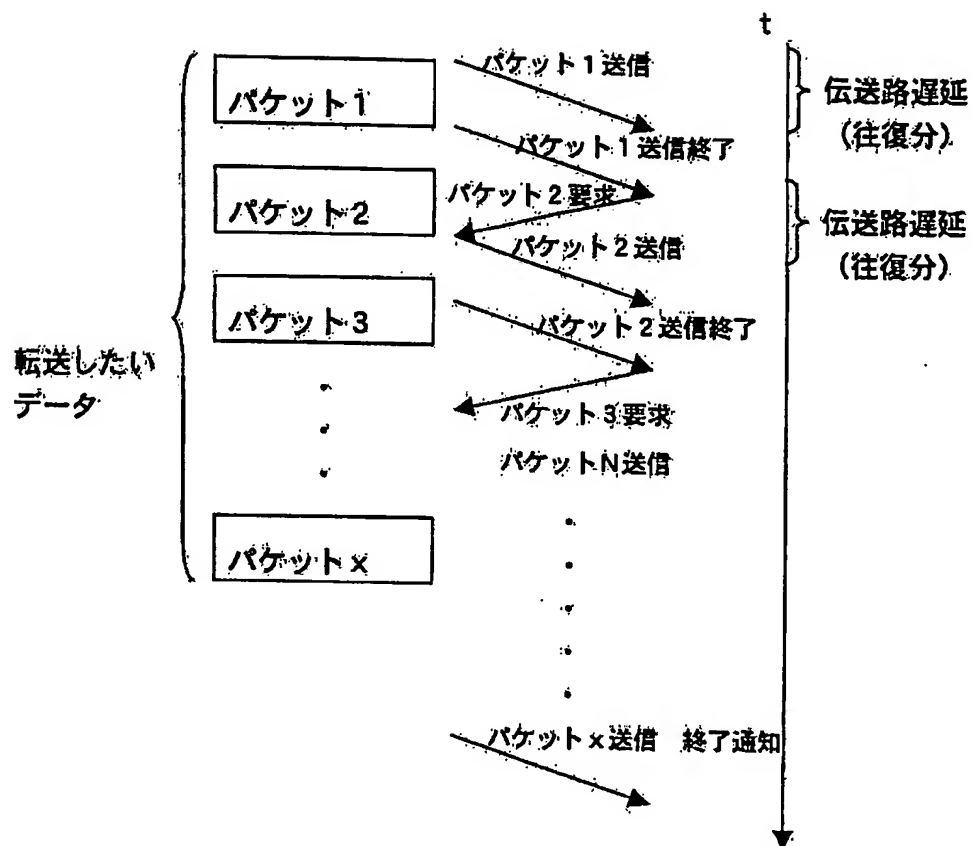 t
パケット1送信
パケット1
伝送路遅延
(往復分)
パケット1送信終了
パケット2要求
パケット2
伝送路遅延
(往復分)
パケット2送信
パケット3
パケット2送信終了
転送したい
データ
パケット3要求
パケットN送信
パケットx
パケットx送信 終了通知